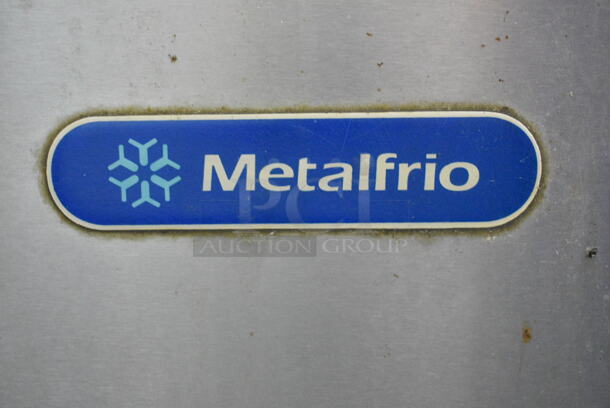 Metalfrio
PCI
AUCTION GROUP